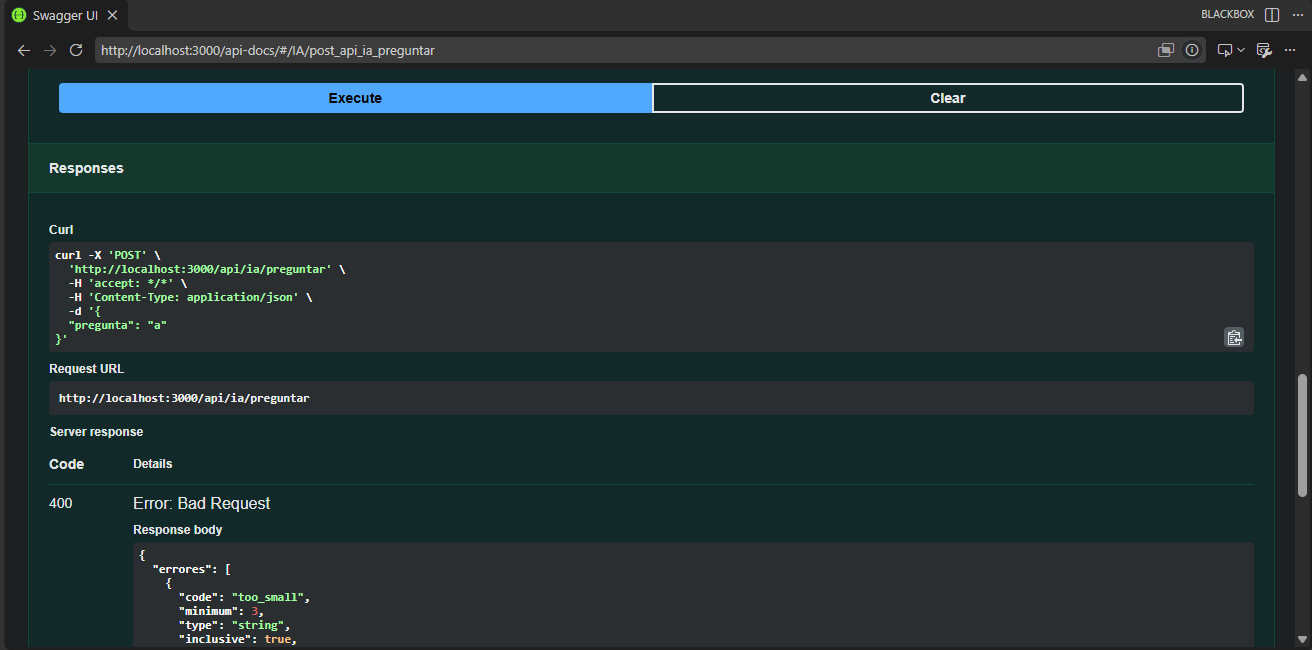 Swagger UI
BLACKBOX
http://localhost:3000/api-docs/#/IA/post_api_ia_preguntar
Execute
Clear
Responses
Curl
curl -X 'POST' \
  'http://localhost:3000/api/ia/preguntar' \
  -H 'accept: */*' \
  -H 'Content-Type: application/json' \
  -d '{
  "pregunta": "a"
}'
Request URL
http://localhost:3000/api/ia/preguntar
Server response
Code Details
400 Error: Bad Request
Response body
{
  "errores": [
    {
      "code": "too_small",
      "minimum": 3,
      "type": "string",
      "inclusive": true,